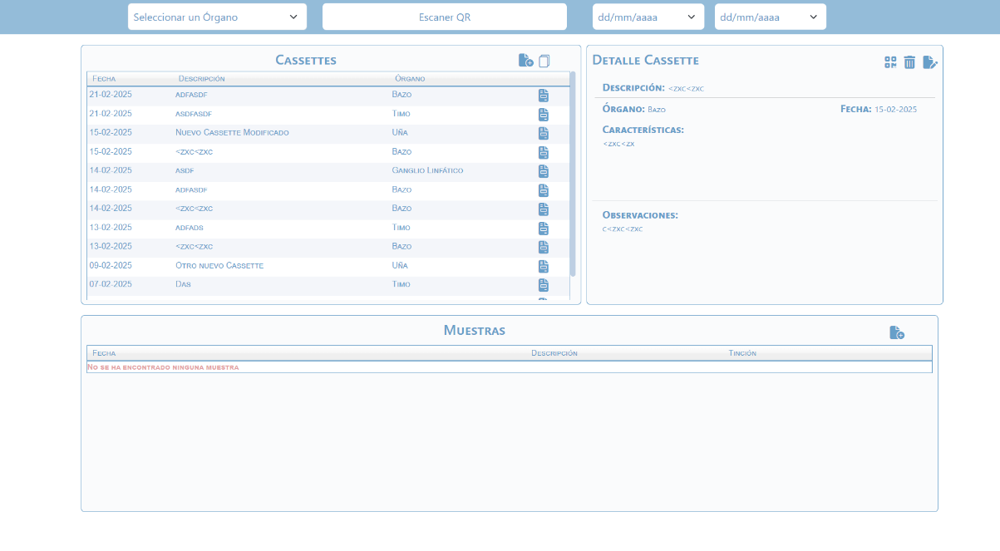 Seleccionar un Órgano Escaner QR dd/mm/aaaa dd/mm/aaaa
Cassettes
Fecha Descripción Órgano
21-02-2025 adfasdf Bazo
21-02-2025 asdfasdf Timo
15-02-2025 Nuevo Cassette Modificado Uña
15-02-2025 <zxc<zxc Bazo
14-02-2025 asdf Ganglio Linfático
14-02-2025 adfasdf Bazo
14-02-2025 <zxc<zxc Bazo
13-02-2025 adfads Timo
13-02-2025 <zxc<zxc Bazo
09-02-2025 Otro nuevo Cassette Uña
07-02-2025 Das Timo
Detalle Cassette
Descripción: <zxc<zxc
Órgano: Bazo Fecha: 15-02-2025
Características:
<zxc<zx
Observaciones:
c<zxc<zxc
Muestras
Fecha Descripción Tinción
No se ha encontrado ninguna muestra